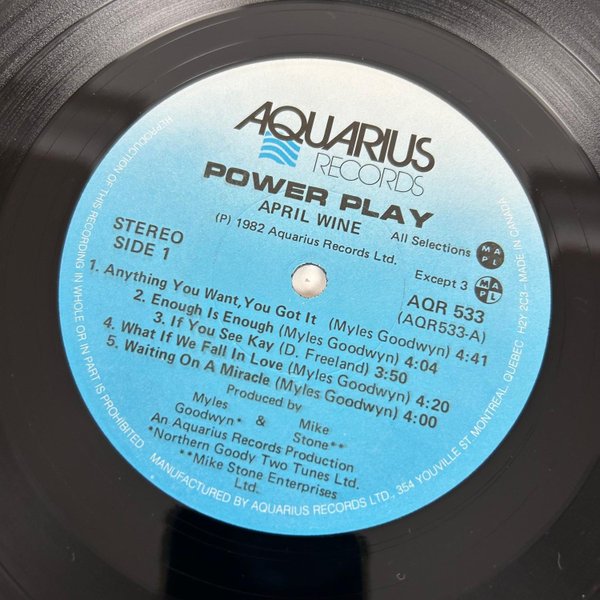 AQUARIUS
RECORDS
POWER PLAY
APRIL WINE
(P) 1982 Aquarius Records Ltd.
All Selections MAPL
Except 3 MAPL
STEREO
SIDE 1
AQR 533
(AQR533-A)
1. Anything You Want, You Got It (Myles Goodwyn) 4:41
2. Enough Is Enough (Myles Goodwyn) 4:04
3. If You See Kay (D. Freeland) 3:50
4. What If We Fall In Love (Myles Goodwyn) 4:20
5. Waiting On A Miracle (Myles Goodwyn) 4:00
Produced by
Myles Goodwyn* & Mike Stone**
An Aquarius Records Production
*Northern Goody Two Tunes Ltd.
**Mike Stone Enterprises
Ltd.
REPRODUCTION OF THIS RECORDING IN WHOLE OR IN PART IS PROHIBITED.
MANUFACTURED BY AQUARIUS RECORDS LTD., 354 YOUVILLE ST. MONTREAL, QUEBEC H2Y 2C3 - MADE IN CANADA